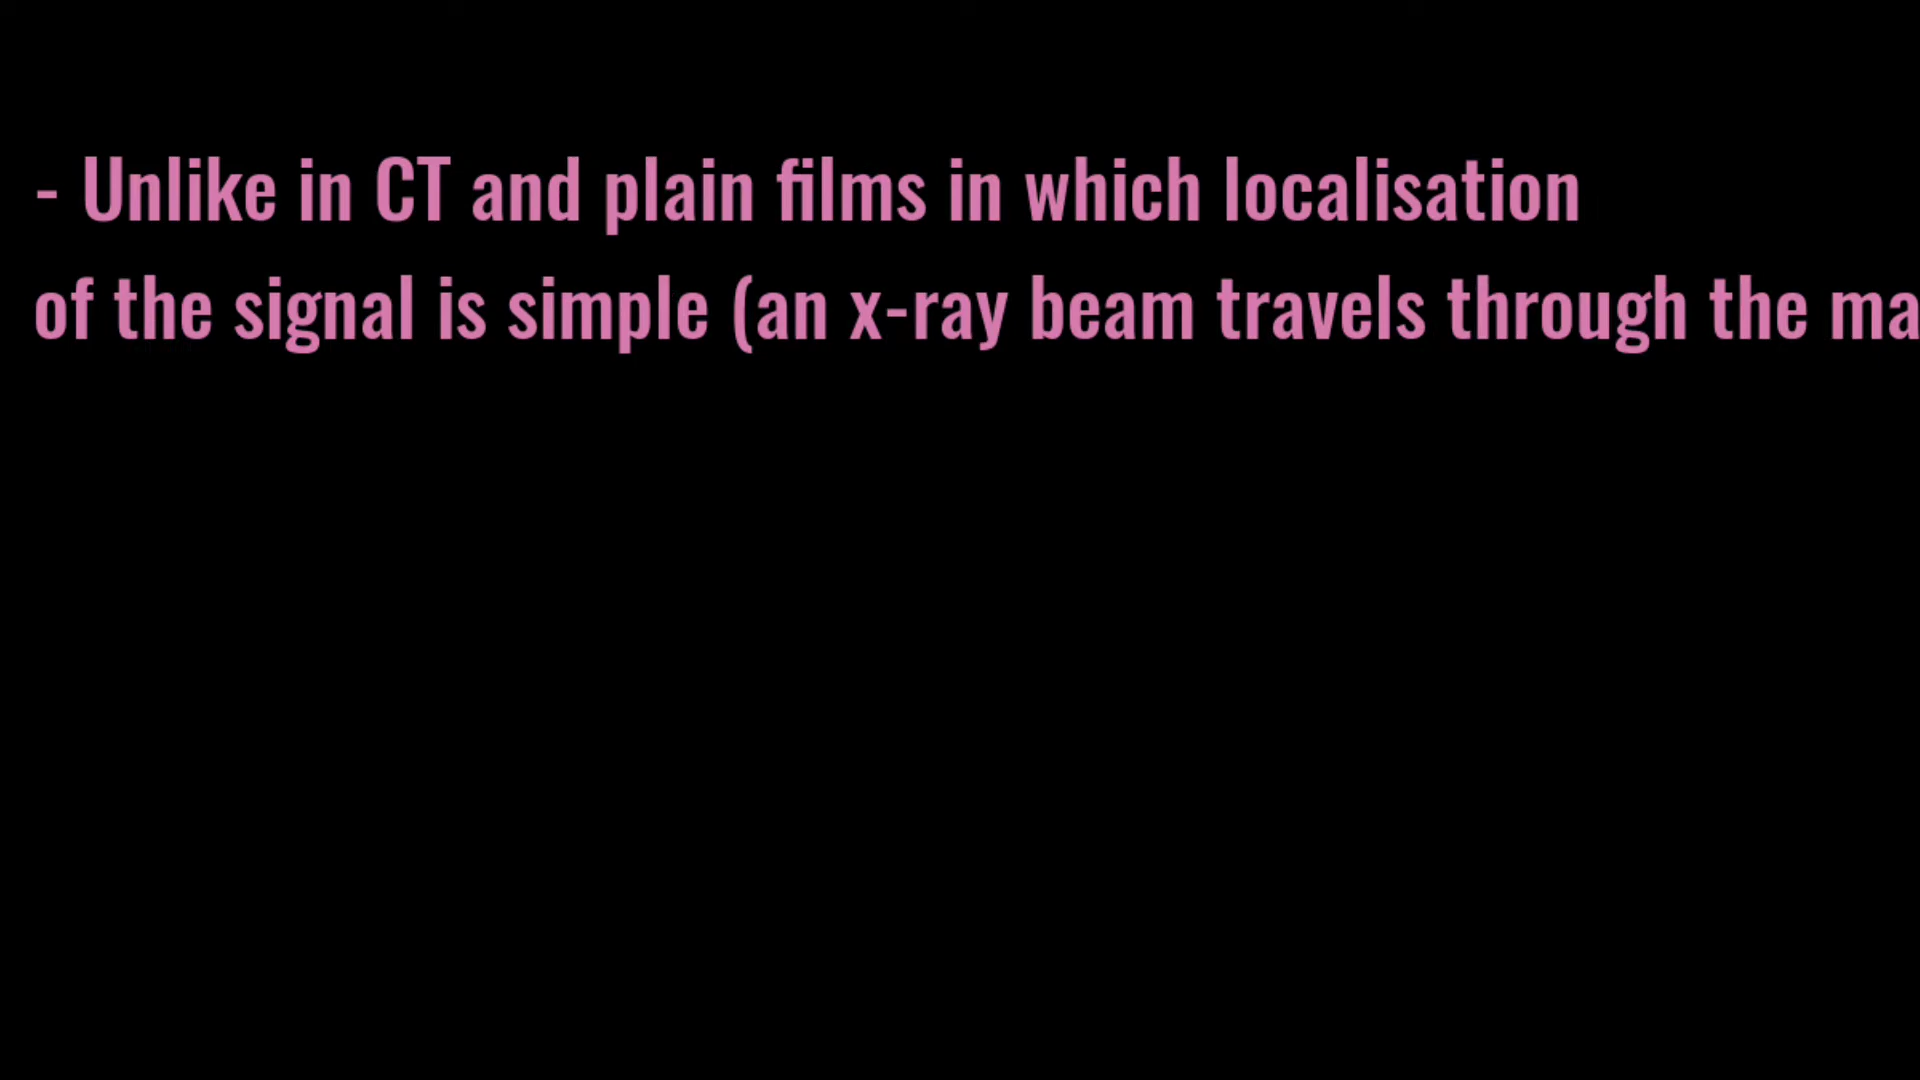 - Unlike in CT and plain films in which localisation
of the signal is simple (an x-ray beam travels through the ma